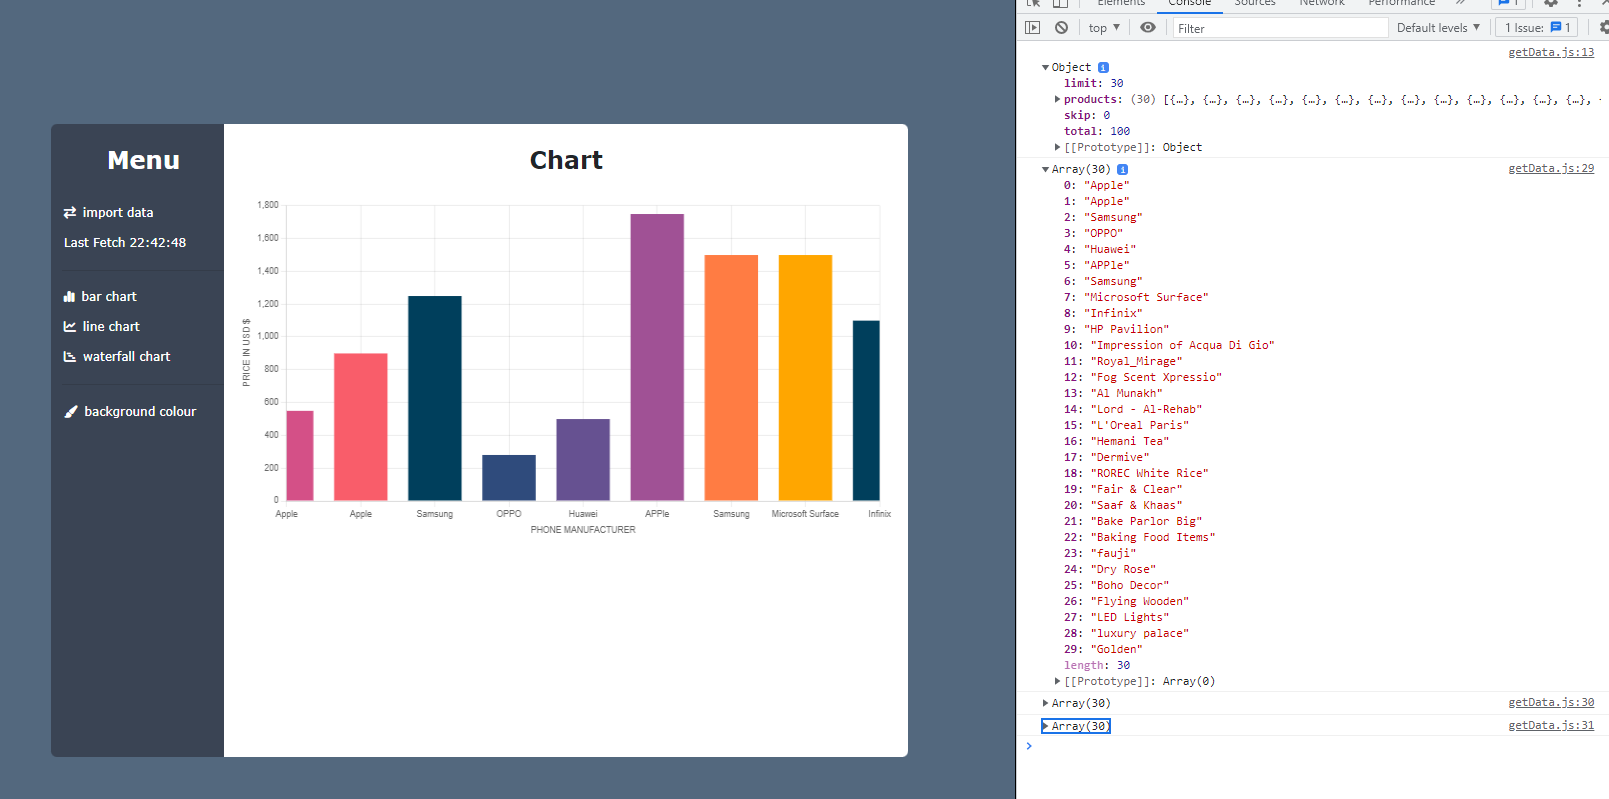 Menu
import data
Last Fetch 22:42:48
bar chart
line chart
waterfall chart
background colour
Chart
1,800
1,600
1,400
1,200
1,000
800
600
400
200
0
PRICE IN USD $
Apple Apple Samsung OPPO Huawei APPle Samsung Microsoft Surface Infinix
PHONE MANUFACTURER
Elements Console Sources Network Performance » 1
top ▼ Filter Default levels ▼ 1 Issue: 1
getData.js:13
▼Object i
limit: 30
▶products: (30) [{…}, {…}, {…}, {…}, {…}, {…}, {…}, {…}, {…}, {…}, {…}, {…}, {…},
skip: 0
total: 100
▶[[Prototype]]: Object
▼Array(30) i getData.js:29
0: "Apple"
1: "Apple"
2: "Samsung"
3: "OPPO"
4: "Huawei"
5: "APPle"
6: "Samsung"
7: "Microsoft Surface"
8: "Infinix"
9: "HP Pavilion"
10: "Impression of Acqua Di Gio"
11: "Royal_Mirage"
12: "Fog Scent Xpressio"
13: "Al Munakh"
14: "Lord - Al-Rehab"
15: "L'Oreal Paris"
16: "Hemani Tea"
17: "Dermive"
18: "ROREC White Rice"
19: "Fair & Clear"
20: "Saaf & Khaas"
21: "Bake Parlor Big"
22: "Baking Food Items"
23: "fauji"
24: "Dry Rose"
25: "Boho Decor"
26: "Flying Wooden"
27: "LED Lights"
28: "luxury palace"
29: "Golden"
length: 30
▶[[Prototype]]: Array(0)
▶Array(30) getData.js:30
▶Array(30) getData.js:31
>